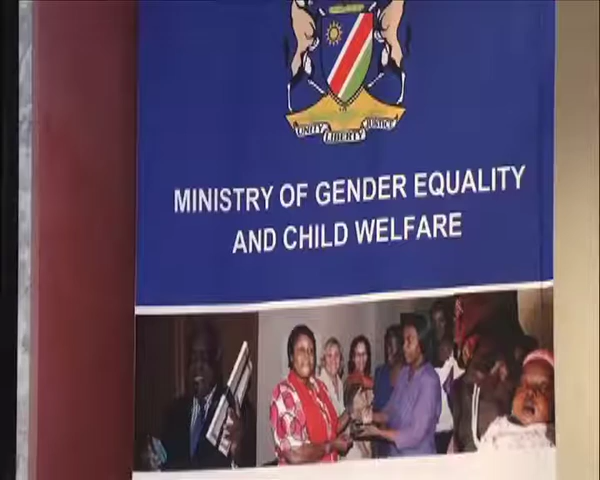 UNITY LIBERTY JUSTICE
MINISTRY OF GENDER EQUALITY
AND CHILD WELFARE